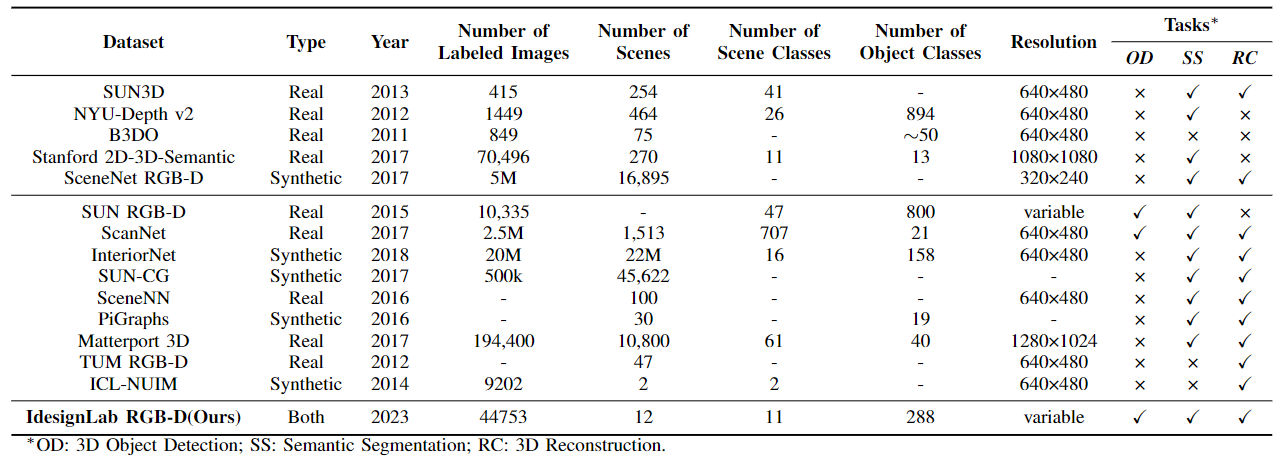 Dataset Type Year Number of Labeled Images Number of Scenes Number of Scene Classes Number of Object Classes Resolution Tasks* OD SS RC
SUN3D Real 2013 415 254 41 - 640×480 × ✓ ✓
NYU-Depth v2 Real 2012 1449 464 26 894 640×480 × ✓ ×
B3DO Real 2011 849 75 - ~50 640×480 × × ×
Stanford 2D-3D-Semantic Real 2017 70,496 270 11 13 1080×1080 × ✓ ×
SceneNet RGB-D Synthetic 2017 5M 16,895 - - 320×240 × ✓ ✓
SUN RGB-D Real 2015 10,335 - 47 800 variable ✓ ✓ ×
ScanNet Real 2017 2.5M 1,513 707 21 640×480 ✓ ✓ ✓
InteriorNet Synthetic 2018 20M 22M 16 158 640×480 × ✓ ✓
SUN-CG Synthetic 2017 500k 45,622 - - - × ✓ ✓
SceneNN Real 2016 - 100 - - 640×480 × ✓ ✓
PiGraphs Synthetic 2016 - 30 - 19 - × ✓ ✓
Matterport 3D Real 2017 194,400 10,800 61 40 1280×1024 × ✓ ✓
TUM RGB-D Real 2012 - 47 - - 640×480 × × ✓
ICL-NUIM Synthetic 2014 9202 2 2 - 640×480 × × ✓
IdesignLab RGB-D(Ours) Both 2023 44753 12 11 288 variable ✓ ✓ ✓
*OD: 3D Object Detection; SS: Semantic Segmentation; RC: 3D Reconstruction.